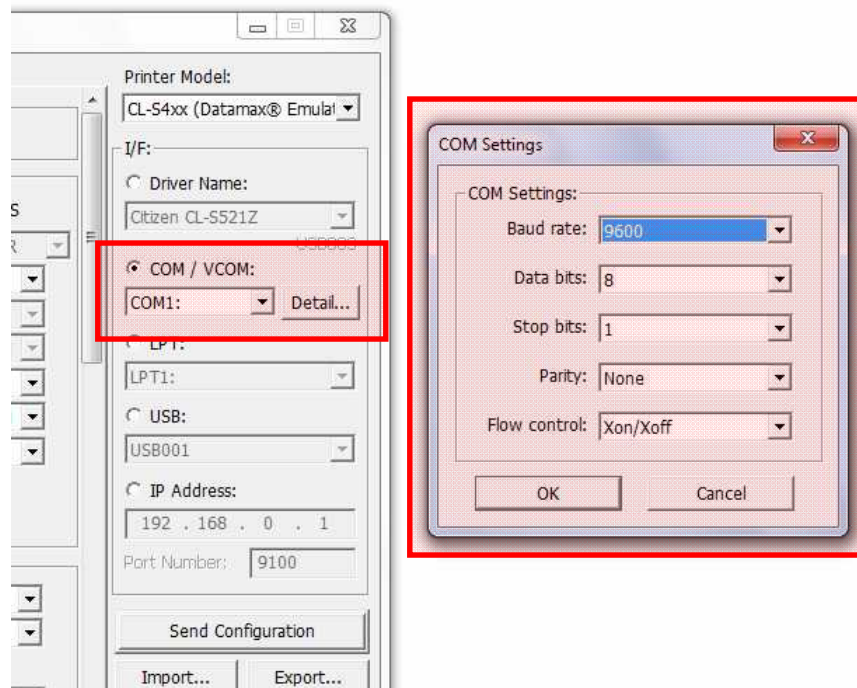 Printer Model:
CL-S4xx (Datamax® Emulat
I/F:
Driver Name:
Citizen CL-S521Z
COM / VCOM:
COM1:
Detail...
LPT:
LPT1:
USB:
USB001
IP Address:
192 . 168 . 0 . 1
Port Number: 9100
Send Configuration
Import... Export...
S
R
COM Settings
COM Settings:
Baud rate: 9600
Data bits: 8
Stop bits: 1
Parity: None
Flow control: Xon/Xoff
OK Cancel